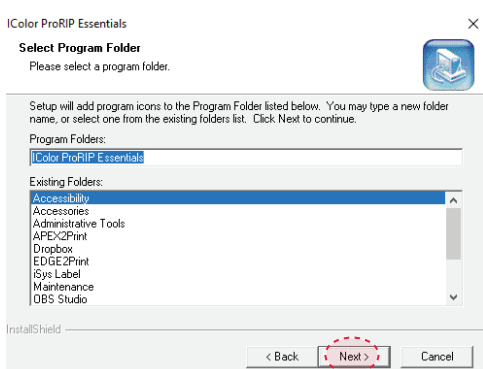 IColor ProRIP Essentials
Select Program Folder
Please select a program folder.
Setup will add program icons to the Program Folder listed below. You may type a new folder
name, or select one from the existing folders list. Click Next to continue.
Program Folders:
IColor ProRIP Essentials
Existing Folders:
Accessibility
Accessories
Administrative Tools
APEX2Print
Dropbox
EDGE2Print
iSys Label
Maintenance
OBS Studio
InstallShield
< Back Next > Cancel